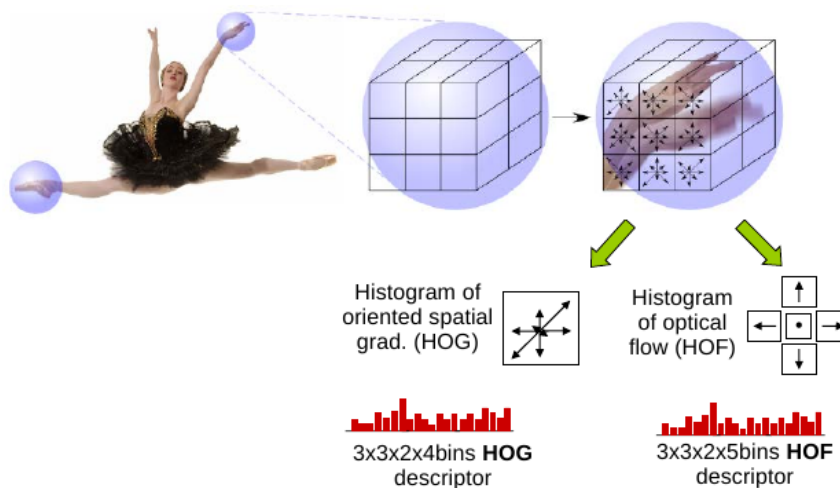 Histogram of
oriented spatial
grad. (HOG)
Histogram
of optical
flow (HOF)
3x3x2x4bins HOG
descriptor
3x3x2x5bins HOF
descriptor